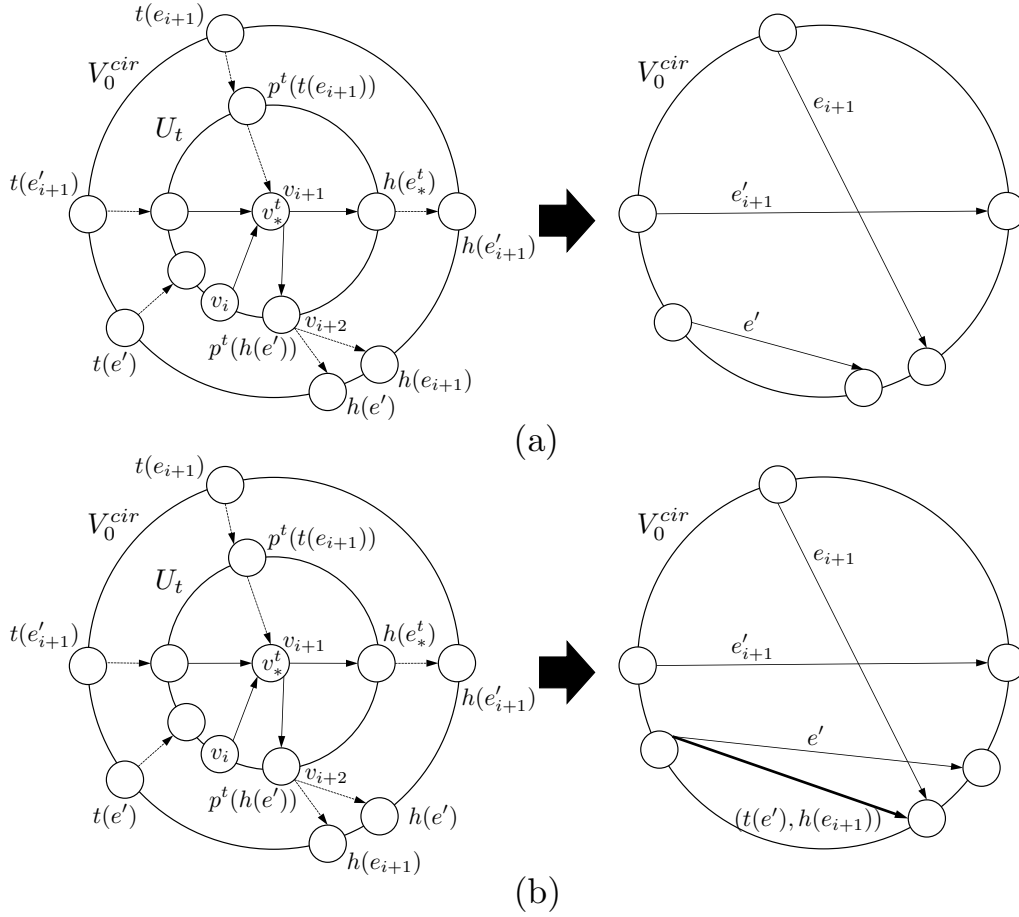 t(e_{i+1})
V_0^{cir}
p^t(t(e_{i+1}))
U_t
t(e'_{i+1})
v_{i+1}
h(e_*^t)
v_*^t
h(e'_{i+1})
v_i
v_{i+2}
t(e')
p^t(h(e'))
h(e_{i+1})
h(e')
V_0^{cir}
e_{i+1}
e'_{i+1}
e'
(a)
t(e_{i+1})
V_0^{cir}
p^t(t(e_{i+1}))
U_t
t(e'_{i+1})
v_{i+1}
h(e_*^t)
v_*^t
h(e'_{i+1})
v_i
v_{i+2}
t(e')
p^t(h(e'))
h(e')
h(e_{i+1})
V_0^{cir}
e_{i+1}
e'_{i+1}
e'
(t(e'), h(e_{i+1}))
(b)